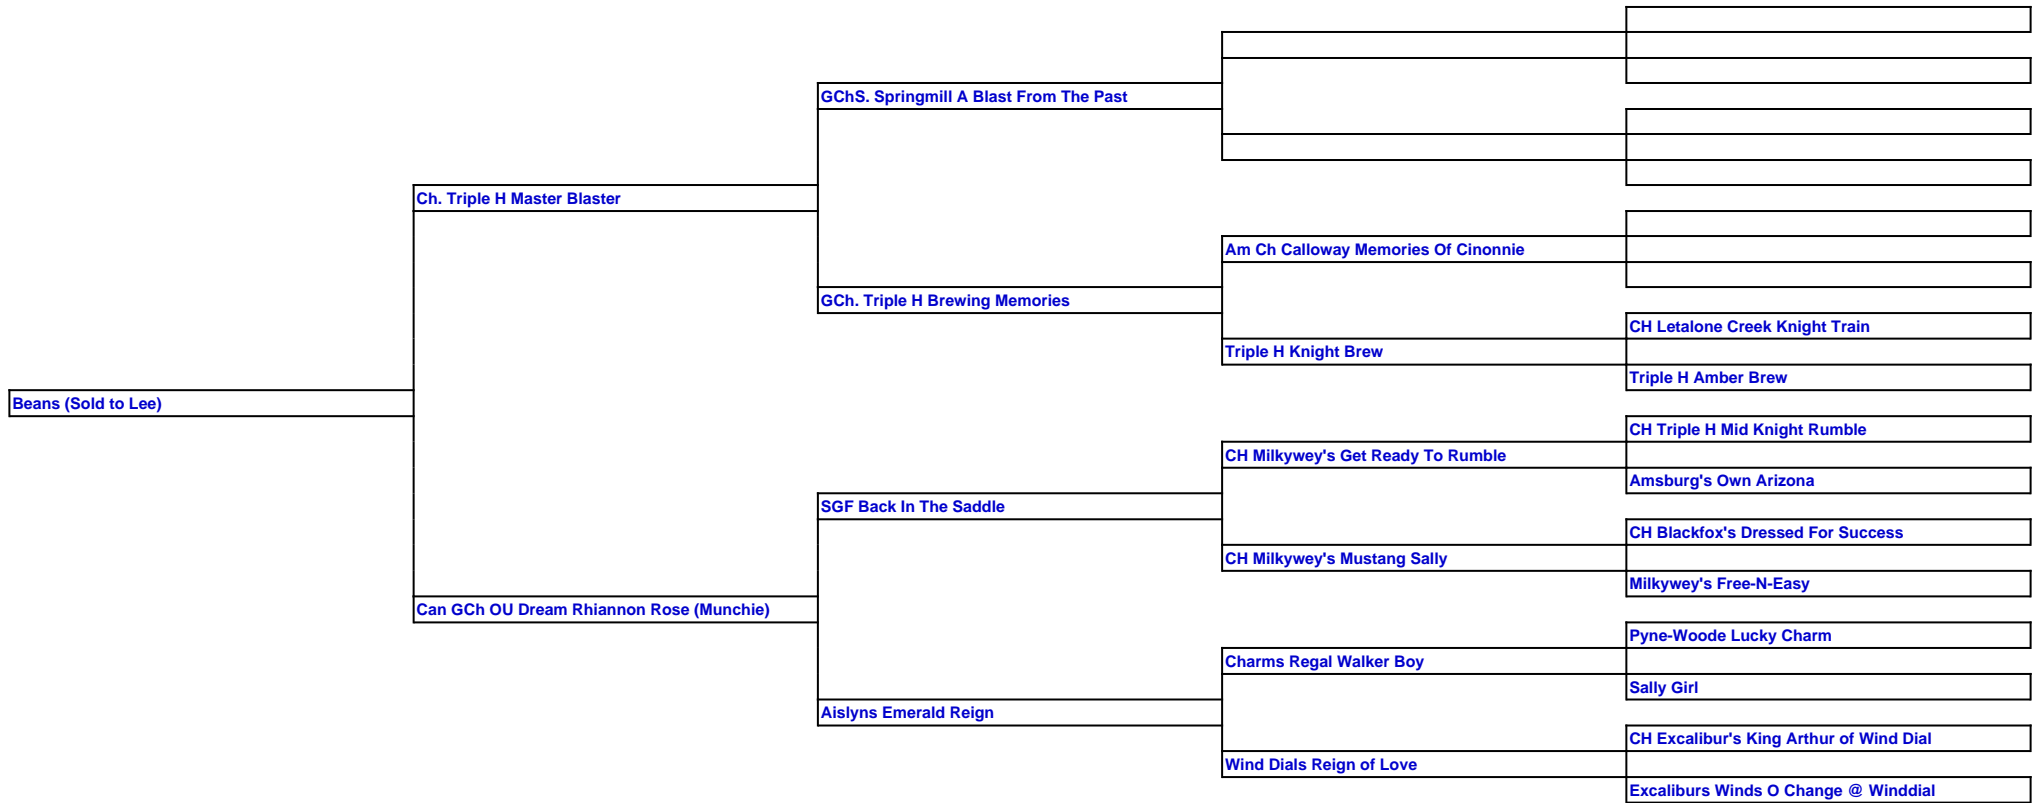 GChS. Springmill A Blast From The Past
Ch. Triple H Master Blaster
Am Ch Calloway Memories Of Cinonnie
GCh. Triple H Brewing Memories
CH Letalone Creek Knight Train
Triple H Knight Brew
Triple H Amber Brew
Beans (Sold to Lee)
CH Triple H Mid Knight Rumble
CH Milkywey's Get Ready To Rumble
Amsburg's Own Arizona
SGF Back In The Saddle
CH Blackfox's Dressed For Success
CH Milkywey's Mustang Sally
Milkywey's Free-N-Easy
Can GCh OU Dream Rhiannon Rose (Munchie)
Pyne-Woode Lucky Charm
Charms Regal Walker Boy
Sally Girl
Aislyns Emerald Reign
CH Excalibur's King Arthur of Wind Dial
Wind Dials Reign of Love
Excaliburs Winds O Change @ Winddial